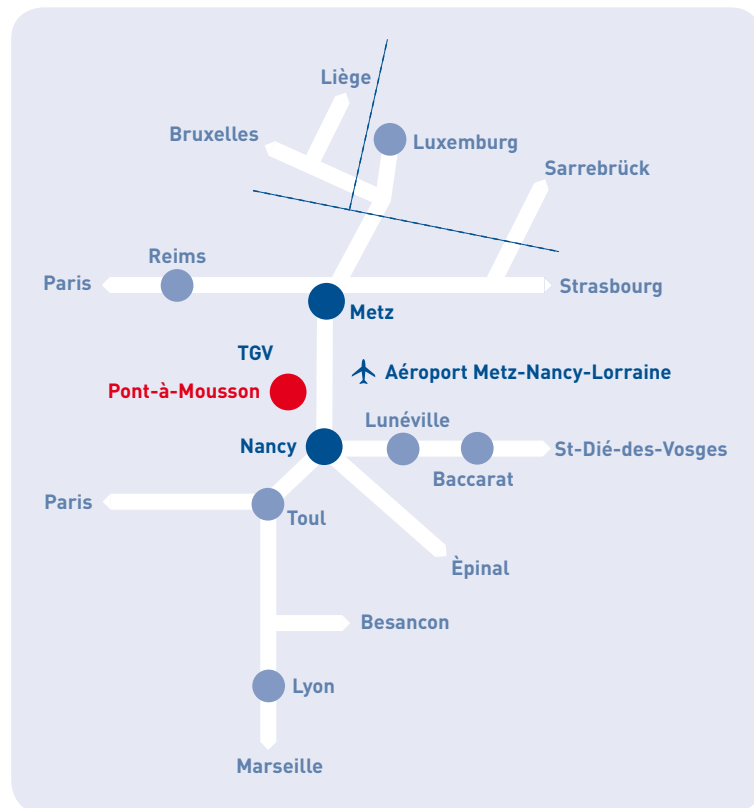 Liège
Bruxelles
Luxemburg
Sarrebrück
Reims
Paris
Strasbourg
Metz
TGV
Aéroport Metz-Nancy-Lorraine
Pont-à-Mousson
Lunéville
Nancy
St-Dié-des-Vosges
Baccarat
Paris
Toul
Èpinal
Besancon
Lyon
Marseille